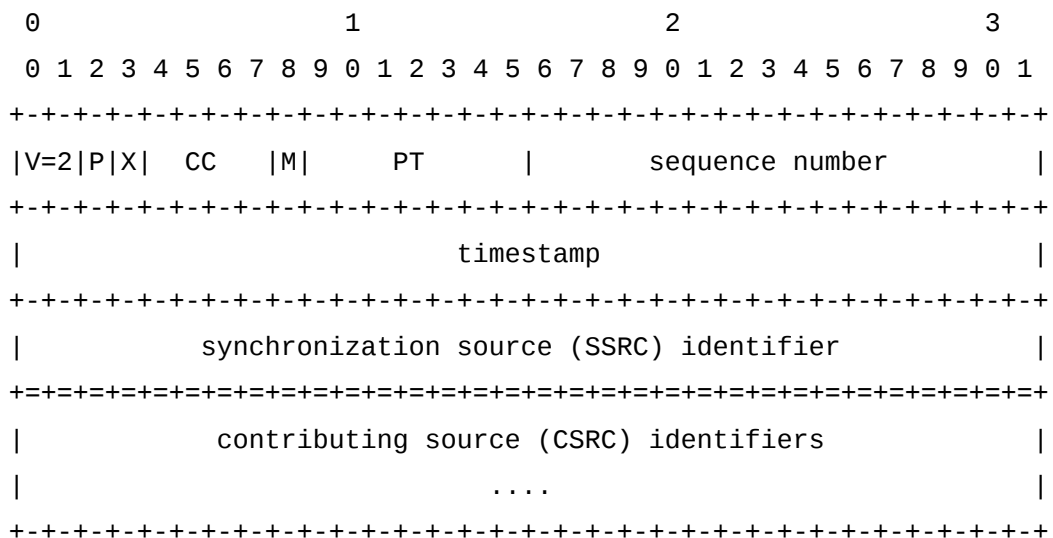 0                   1                   2                   3
 0 1 2 3 4 5 6 7 8 9 0 1 2 3 4 5 6 7 8 9 0 1 2 3 4 5 6 7 8 9 0 1
+-+-+-+-+-+-+-+-+-+-+-+-+-+-+-+-+-+-+-+-+-+-+-+-+-+-+-+-+-+-+-+-+
|V=2|P|X|  CC   |M|     PT      |       sequence number         |
+-+-+-+-+-+-+-+-+-+-+-+-+-+-+-+-+-+-+-+-+-+-+-+-+-+-+-+-+-+-+-+-+
|                           timestamp                           |
+-+-+-+-+-+-+-+-+-+-+-+-+-+-+-+-+-+-+-+-+-+-+-+-+-+-+-+-+-+-+-+-+
|           synchronization source (SSRC) identifier            |
+=+=+=+=+=+=+=+=+=+=+=+=+=+=+=+=+=+=+=+=+=+=+=+=+=+=+=+=+=+=+=+=+
|            contributing source (CSRC) identifiers             |
|                             ....                              |
+-+-+-+-+-+-+-+-+-+-+-+-+-+-+-+-+-+-+-+-+-+-+-+-+-+-+-+-+-+-+-+-+